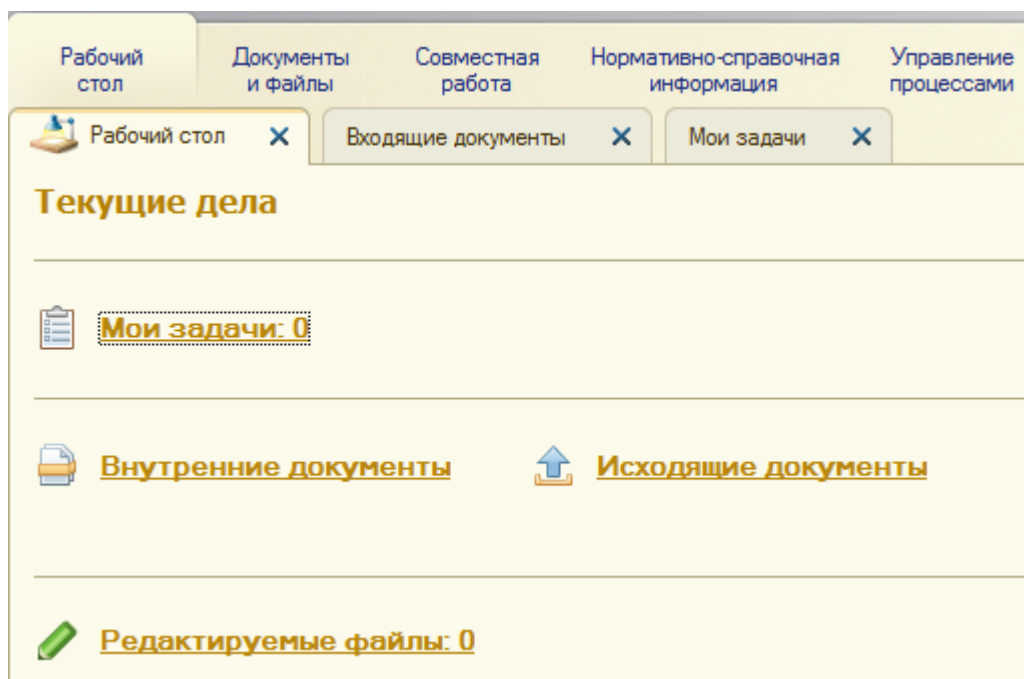 Рабочий стол
Документы и файлы
Совместная работа
Нормативно-справочная информация
Управление процессами
Рабочий стол
Входящие документы
Мои задачи
Текущие дела
Мои задачи: 0
Внутренние документы
Исходящие документы
Редактируемые файлы: 0